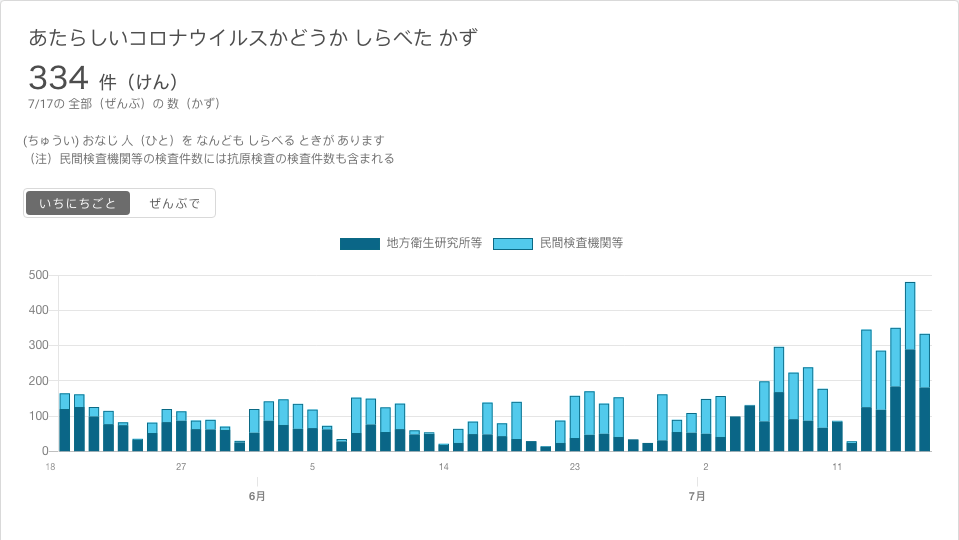 あたらしいコロナウイルスかどうか しらべた かず
334 件（けん）
7/17の 全部（ぜんぶ）の 数（かず）
(ちゅうい) おなじ 人（ひと）を なんども しらべる ときが あります
（注）民間検査機関等の検査件数には抗原検査の検査件数も含まれる
いちにちごと ぜんぶで
地方衛生研究所等 民間検査機関等
500
400
300
200
100
0
18 27 5 14 23 2 11
6月 7月